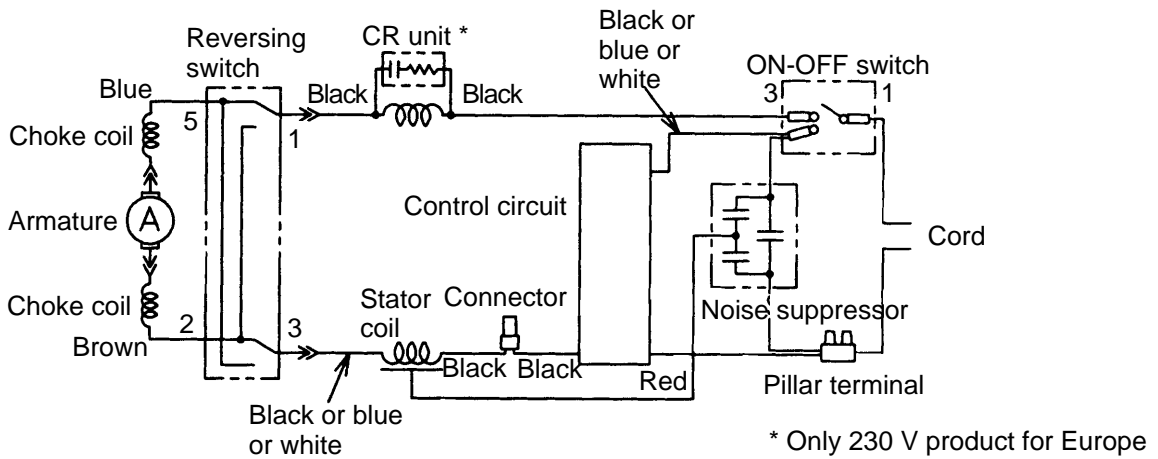 Black or
blue or
white
CR unit *
Reversing
switch
ON-OFF switch
3
1
Blue
Black
Black
5
1
Choke coil
Control circuit
Armature
A
Cord
Choke coil
Stator
coil
Connector
Noise suppressor
2
3
Brown
Black
Black
Red
Pillar terminal
Black or blue
or white
* Only 230 V product for Europe